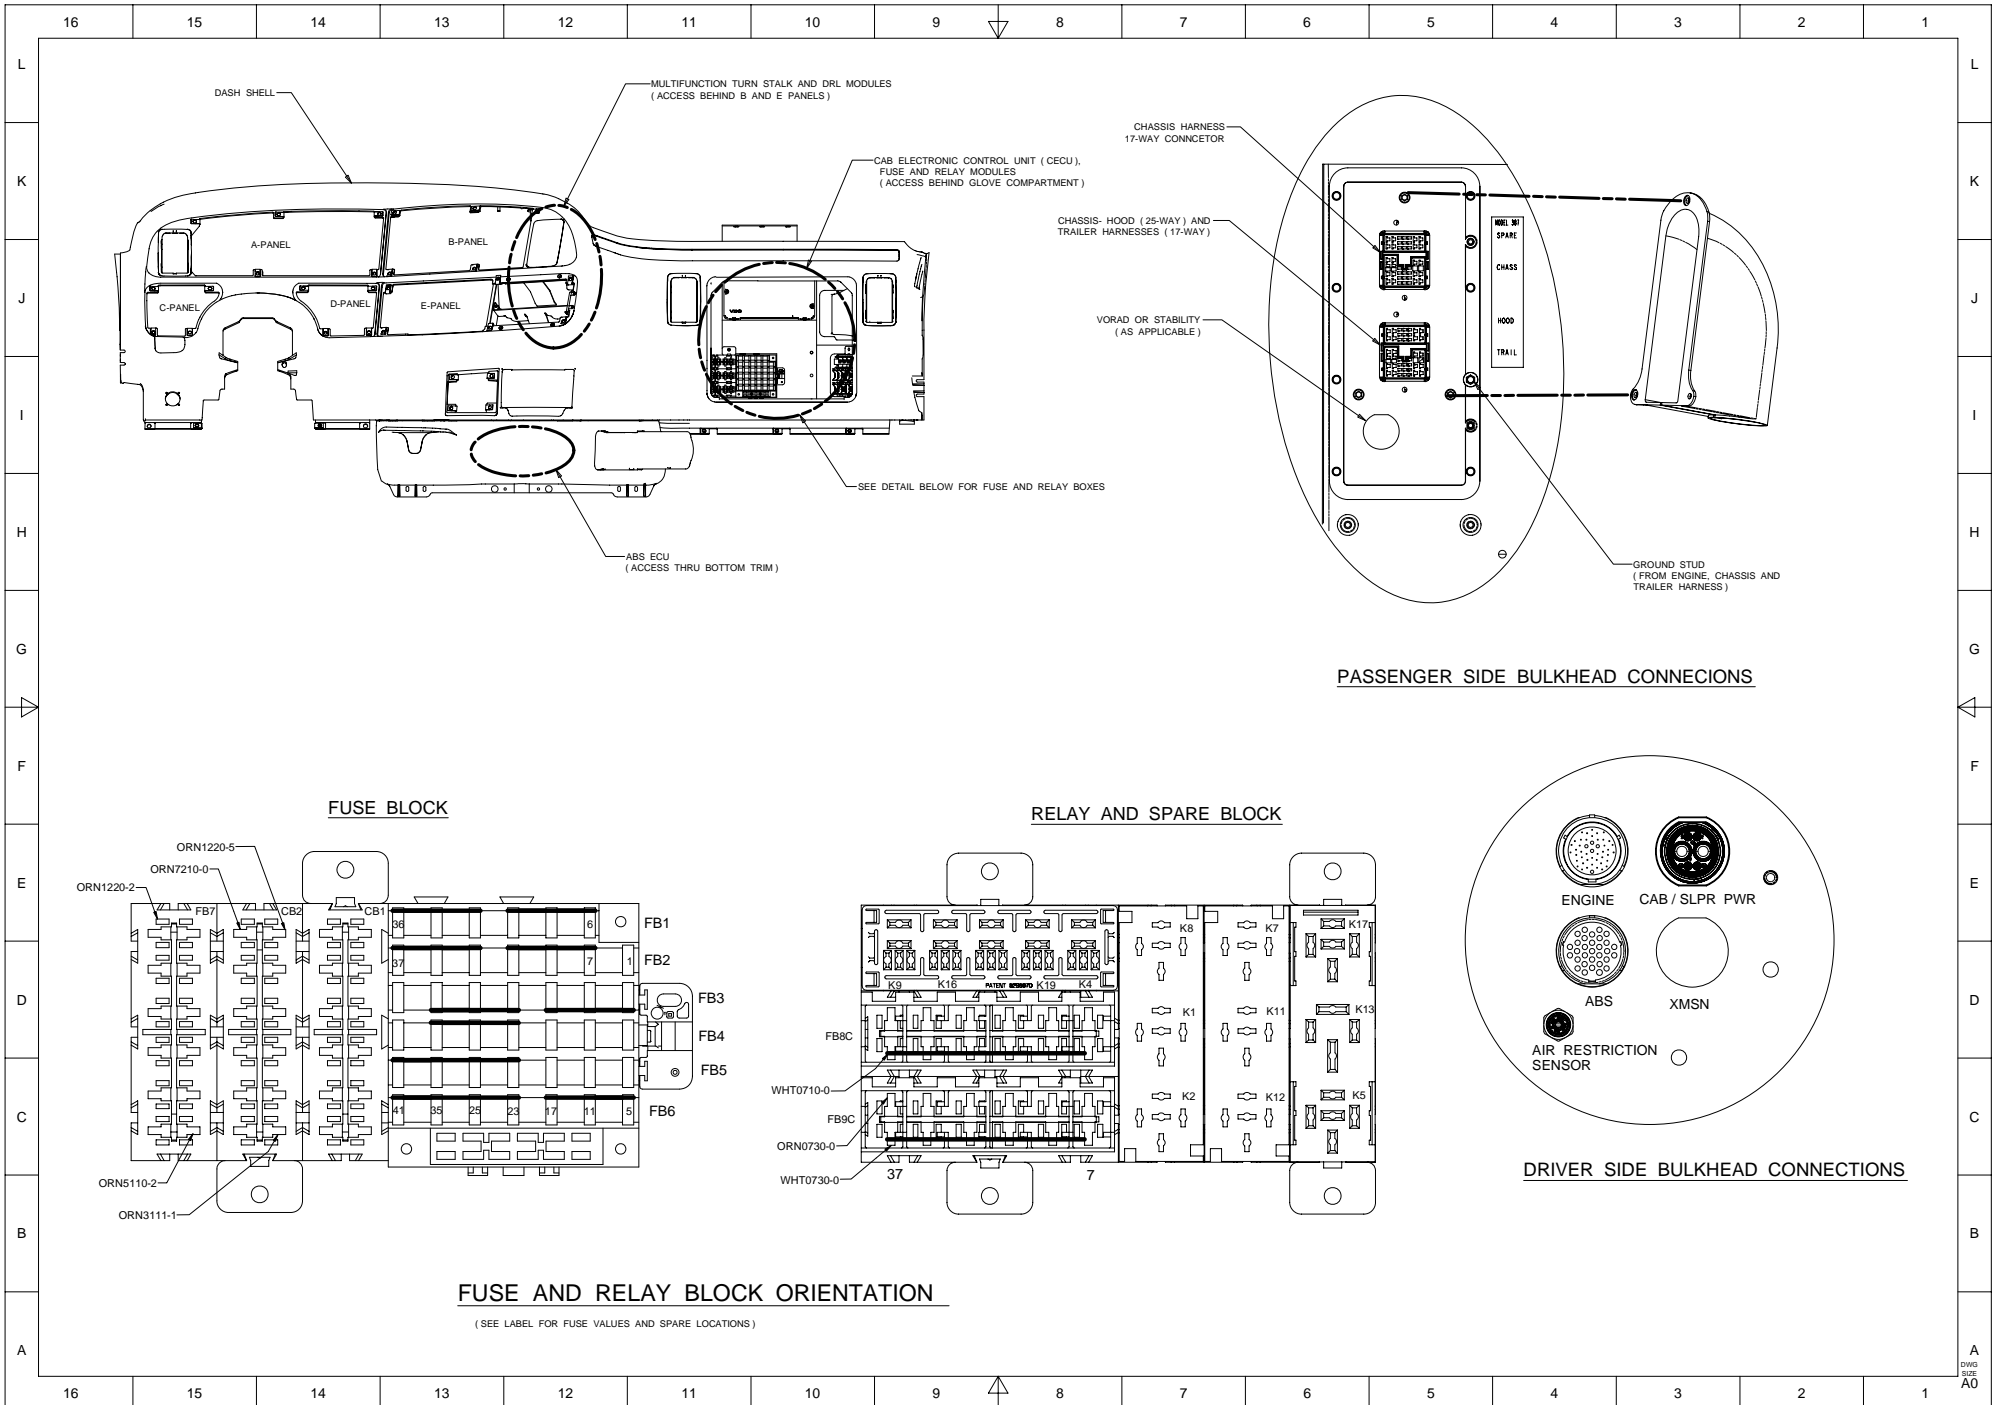 16 15 14 13 12 11 10 9 8 7 6 5 4 3 2 1
L
K
J
I
H
G
F
E
D
C
B
A
L
K
J
I
H
G
F
E
D
C
B
A
DWG
SIZE
A0
DASH SHELL
MULTIFUNCTION TURN STALK AND DRL MODULES
(ACCESS BEHIND B AND E PANELS)
CAB ELECTRONIC CONTROL UNIT (CECU),
FUSE AND RELAY MODULES
(ACCESS BEHIND GLOVE COMPARTMENT)
A-PANEL
B-PANEL
C-PANEL
D-PANEL
E-PANEL
SEE DETAIL BELOW FOR FUSE AND RELAY BOXES
ABS ECU
(ACCESS THRU BOTTOM TRIM)
CHASSIS HARNESS
17-WAY CONNCETOR
CHASSIS- HOOD (25-WAY) AND
TRAILER HARNESSES (17-WAY)
VORAD OR STABILITY
(AS APPLICABLE)
MODEL 387
SPARE
CHASS
HOOD
TRAIL
GROUND STUD
(FROM ENGINE, CHASSIS AND
TRAILER HARNESS)
PASSENGER SIDE BULKHEAD CONNECIONS
FUSE BLOCK
ORN1220-5
ORN7210-0
ORN1220-2
FB7
CB2
CB1
36
6
FB1
37
7
1
FB2
FB3
FB4
FB5
41 35 25 23 17 11 5
FB6
ORN5110-2
ORN3111-1
RELAY AND SPARE BLOCK
K9
K16
K19
K4
K8
K7
K17
K1
K11
K13
K2
K12
K5
FB8C
WHT0710-0
FB9C
ORN0730-0
WHT0730-0
37
7
ENGINE
CAB / SLPR PWR
ABS
XMSN
AIR RESTRICTION
SENSOR
DRIVER SIDE BULKHEAD CONNECTIONS
FUSE AND RELAY BLOCK ORIENTATION
(SEE LABEL FOR FUSE VALUES AND SPARE LOCATIONS)
16 15 14 13 12 11 10 9 8 7 6 5 4 3 2 1